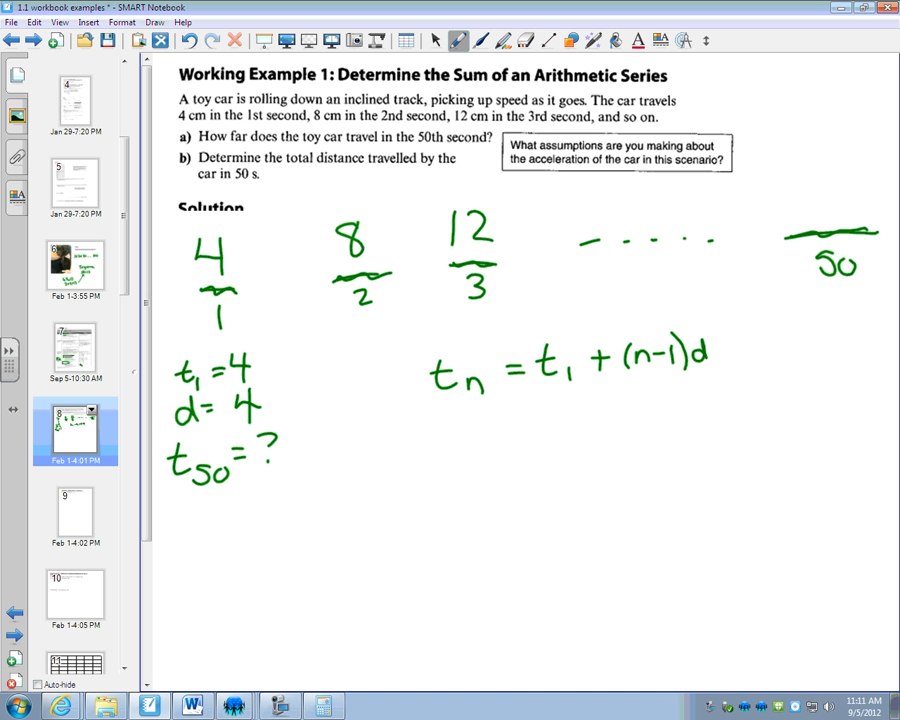 1.1 workbook examples * - SMART Notebook
File Edit View Insert Format Draw Help
4
Jan 29-7:20 PM
5
Jan 29-7:20 PM
6
Feb 1-3:55 PM
7
Sep 5-10:30 AM
8
Feb 1-4:01 PM
9
Feb 1-4:02 PM
10
Feb 1-4:05 PM
11
Auto-hide
Working Example 1: Determine the Sum of an Arithmetic Series
A toy car is rolling down an inclined track, picking up speed as it goes. The car travels
4 cm in the 1st second, 8 cm in the 2nd second, 12 cm in the 3rd second, and so on.
a) How far does the toy car travel in the 50th second?
b) Determine the total distance travelled by the
car in 50 s.
What assumptions are you making about
the acceleration of the car in this scenario?
Solution
4 8 12 - . . . . .
1 2 3 50
t₁ = 4
d = 4
t₅₀ = ?
tₙ = t₁ + (n-1)d
11:11 AM
9/5/2012